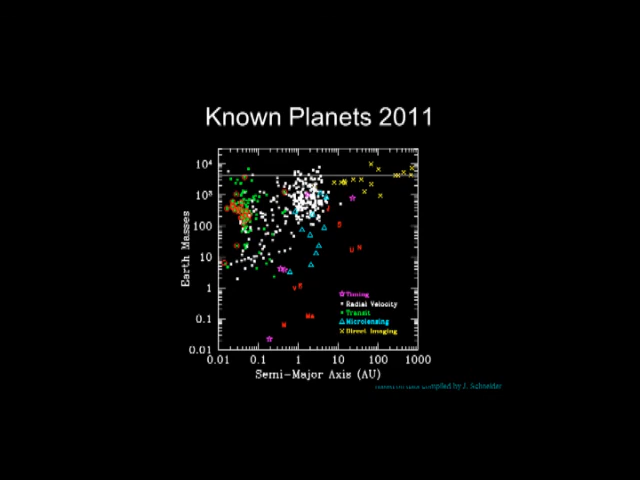 Known Planets 2011
10⁴
10³
100
10
1
0.1
0.01
Earth Masses
J
S
U N
V E
Ma
M
Timing
Radial Velocity
Transit
Microlensing
Direct Imaging
0.01 0.1 1 10 100 1000
Semi-Major Axis (AU)
compiled by J. Schneider